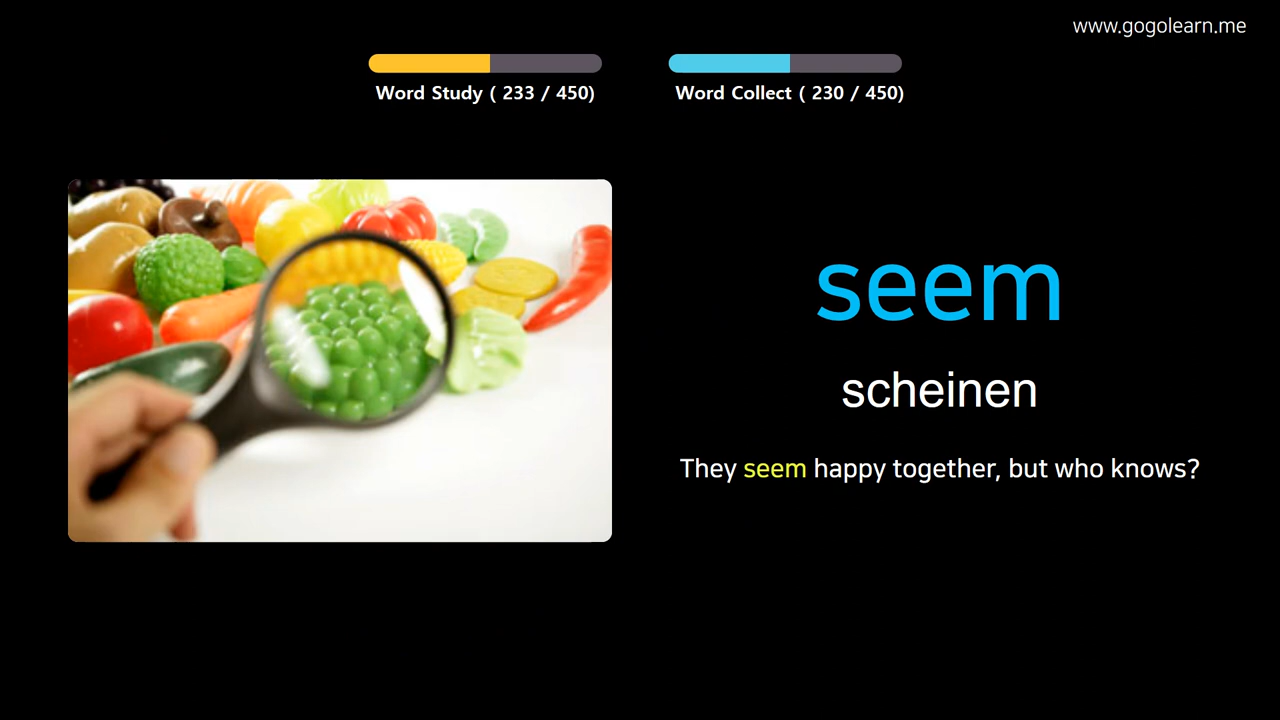 www.gogolearn.me
Word Study ( 233 / 450)
Word Collect ( 230 / 450)
seem
scheinen
They seem happy together, but who knows?